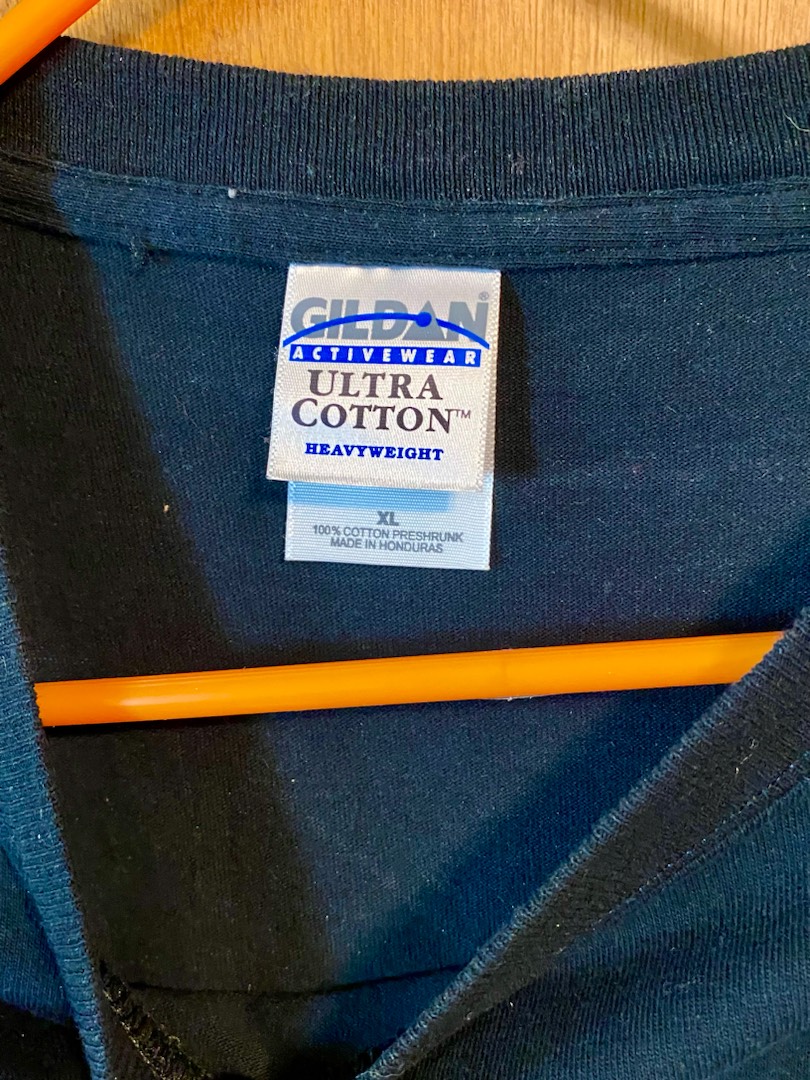 GILDAN®
ACTIVEWEAR
ULTRA
COTTON™
HEAVYWEIGHT
XL
100% COTTON PRESHRUNK
MADE IN HONDURAS